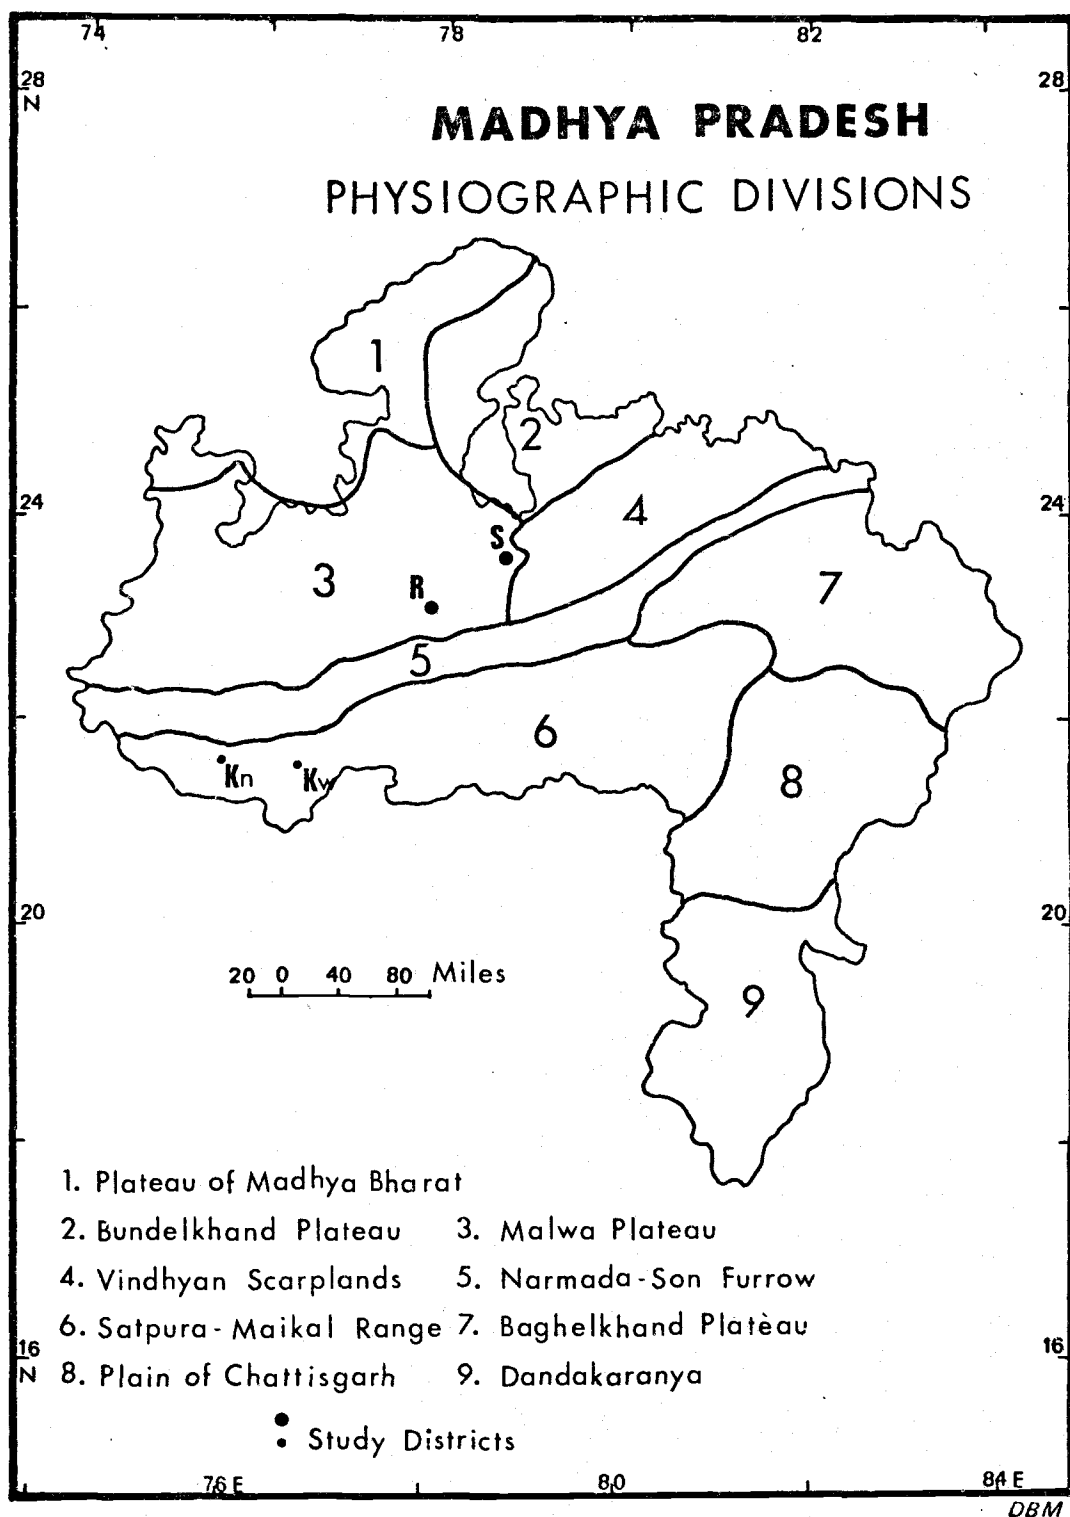 74 78 82
28 N 28
MADHYA PRADESH
PHYSIOGRAPHIC DIVISIONS
1
2
24 4 24
S
3 R 7
5
6
Kn Kw 8
20 20
20 0 40 80 Miles
9
1. Plateau of Madhya Bharat
2. Bundelkhand Plateau 3. Malwa Plateau
4. Vindhyan Scarplands 5. Narmada-Son Furrow
6. Satpura-Maikal Range 7. Baghelkhand Platèau
16 N 16
8. Plain of Chattisgarh 9. Dandakaranya
Study Districts
76 E 80 84 E
DBM